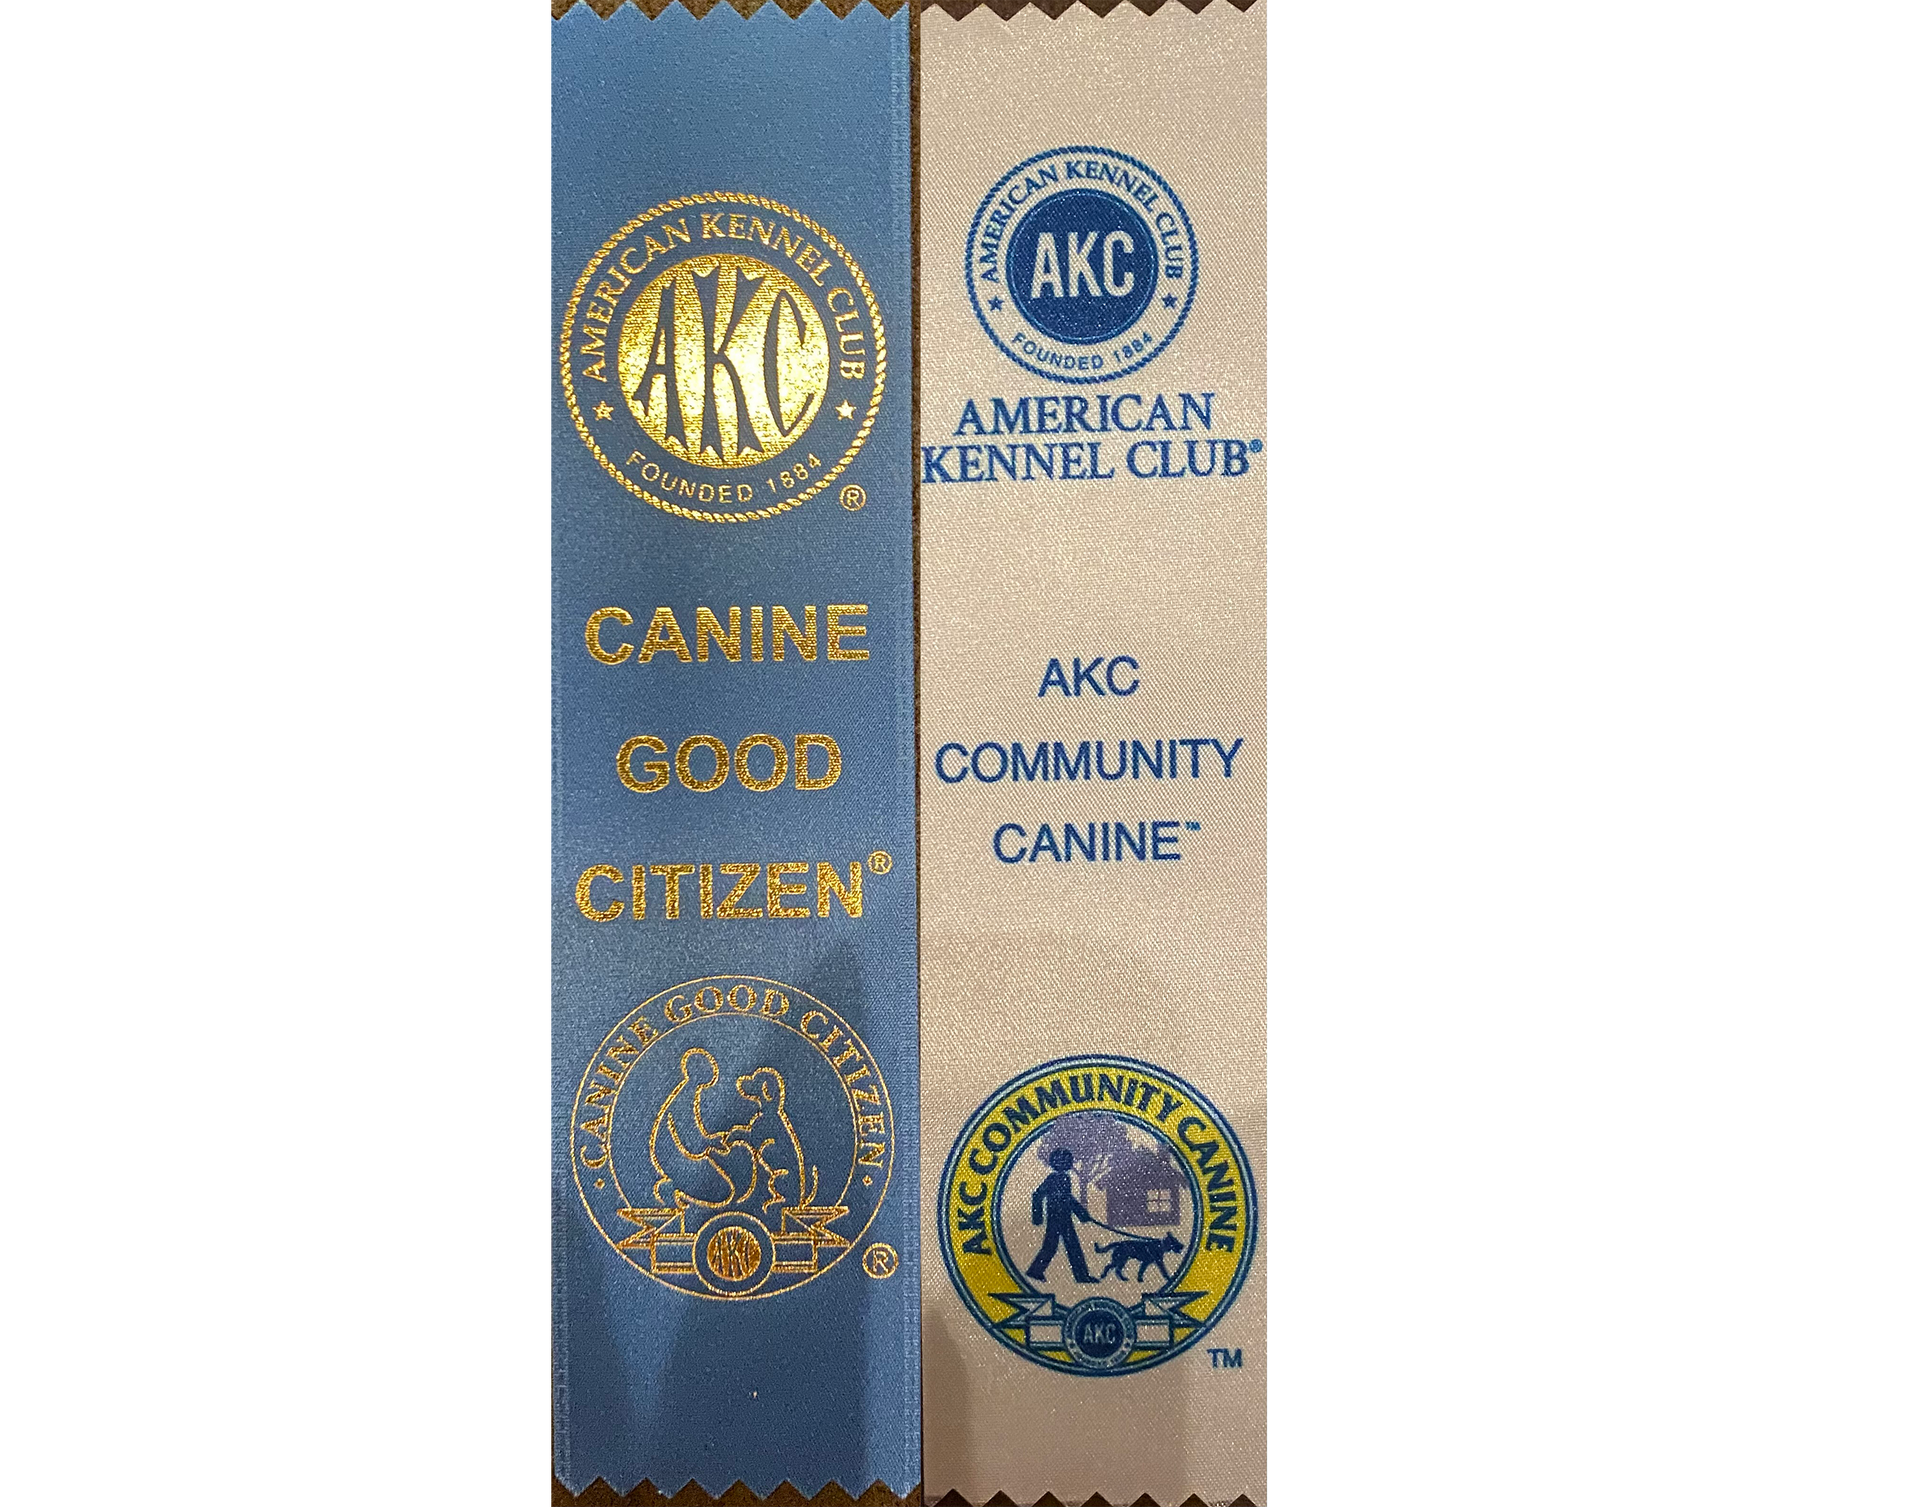 AMERICAN KENNEL CLUB
AKC
FOUNDED 1884
®
CANINE
GOOD
CITIZEN®
CANINE GOOD CITIZEN
AKC
®
AMERICAN KENNEL CLUB
AKC
FOUNDED 1884
AMERICAN
KENNEL CLUB®
AKC
COMMUNITY
CANINE™
AKC COMMUNITY CANINE
AKC
TM